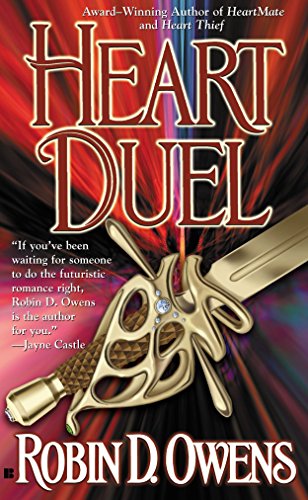 Award–Winning Author of HeartMate
and Heart Thief
HEART
DUEL
“If you've been
waiting for someone
to do the futuristic
romance right,
Robin D. Owens
is the author
for you.”
—Jayne Castle
B
ROBIN D. OWENS